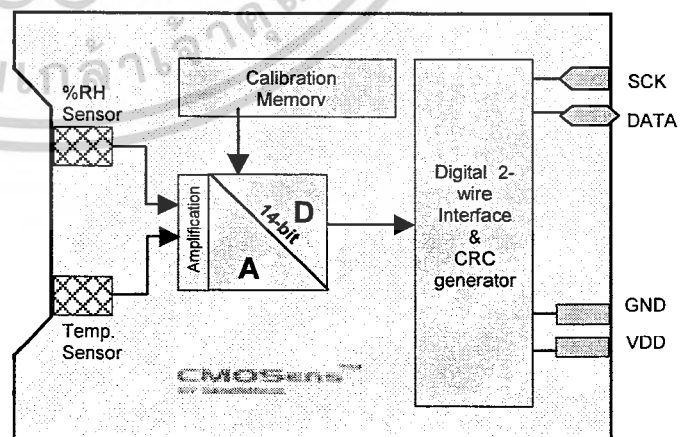 %RH
Sensor
Calibration
Memory
SCK
DATA
Digital 2-
wire
Interface
&
CRC
generator
Amplification
14-bit
D
A
GND
VDD
Temp.
Sensor
CMOSens™